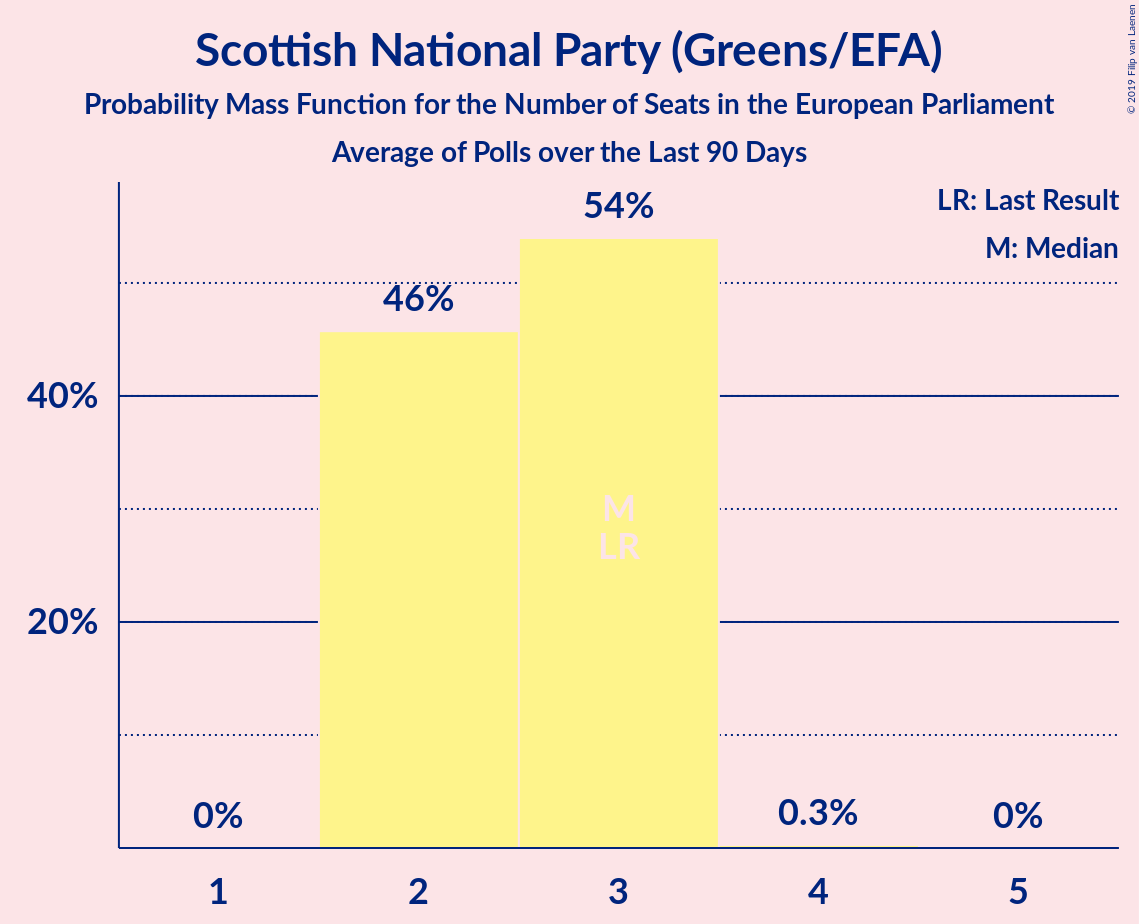 Scottish National Party (Greens/EFA)
Probability Mass Function for the Number of Seats in the European Parliament
Average of Polls over the Last 90 Days
© 2019 Filip van Laenen
LR: Last Result
M: Median
54%
46%
40%
M
LR
20%
0%
0.3%
0%
1
2
3
4
5